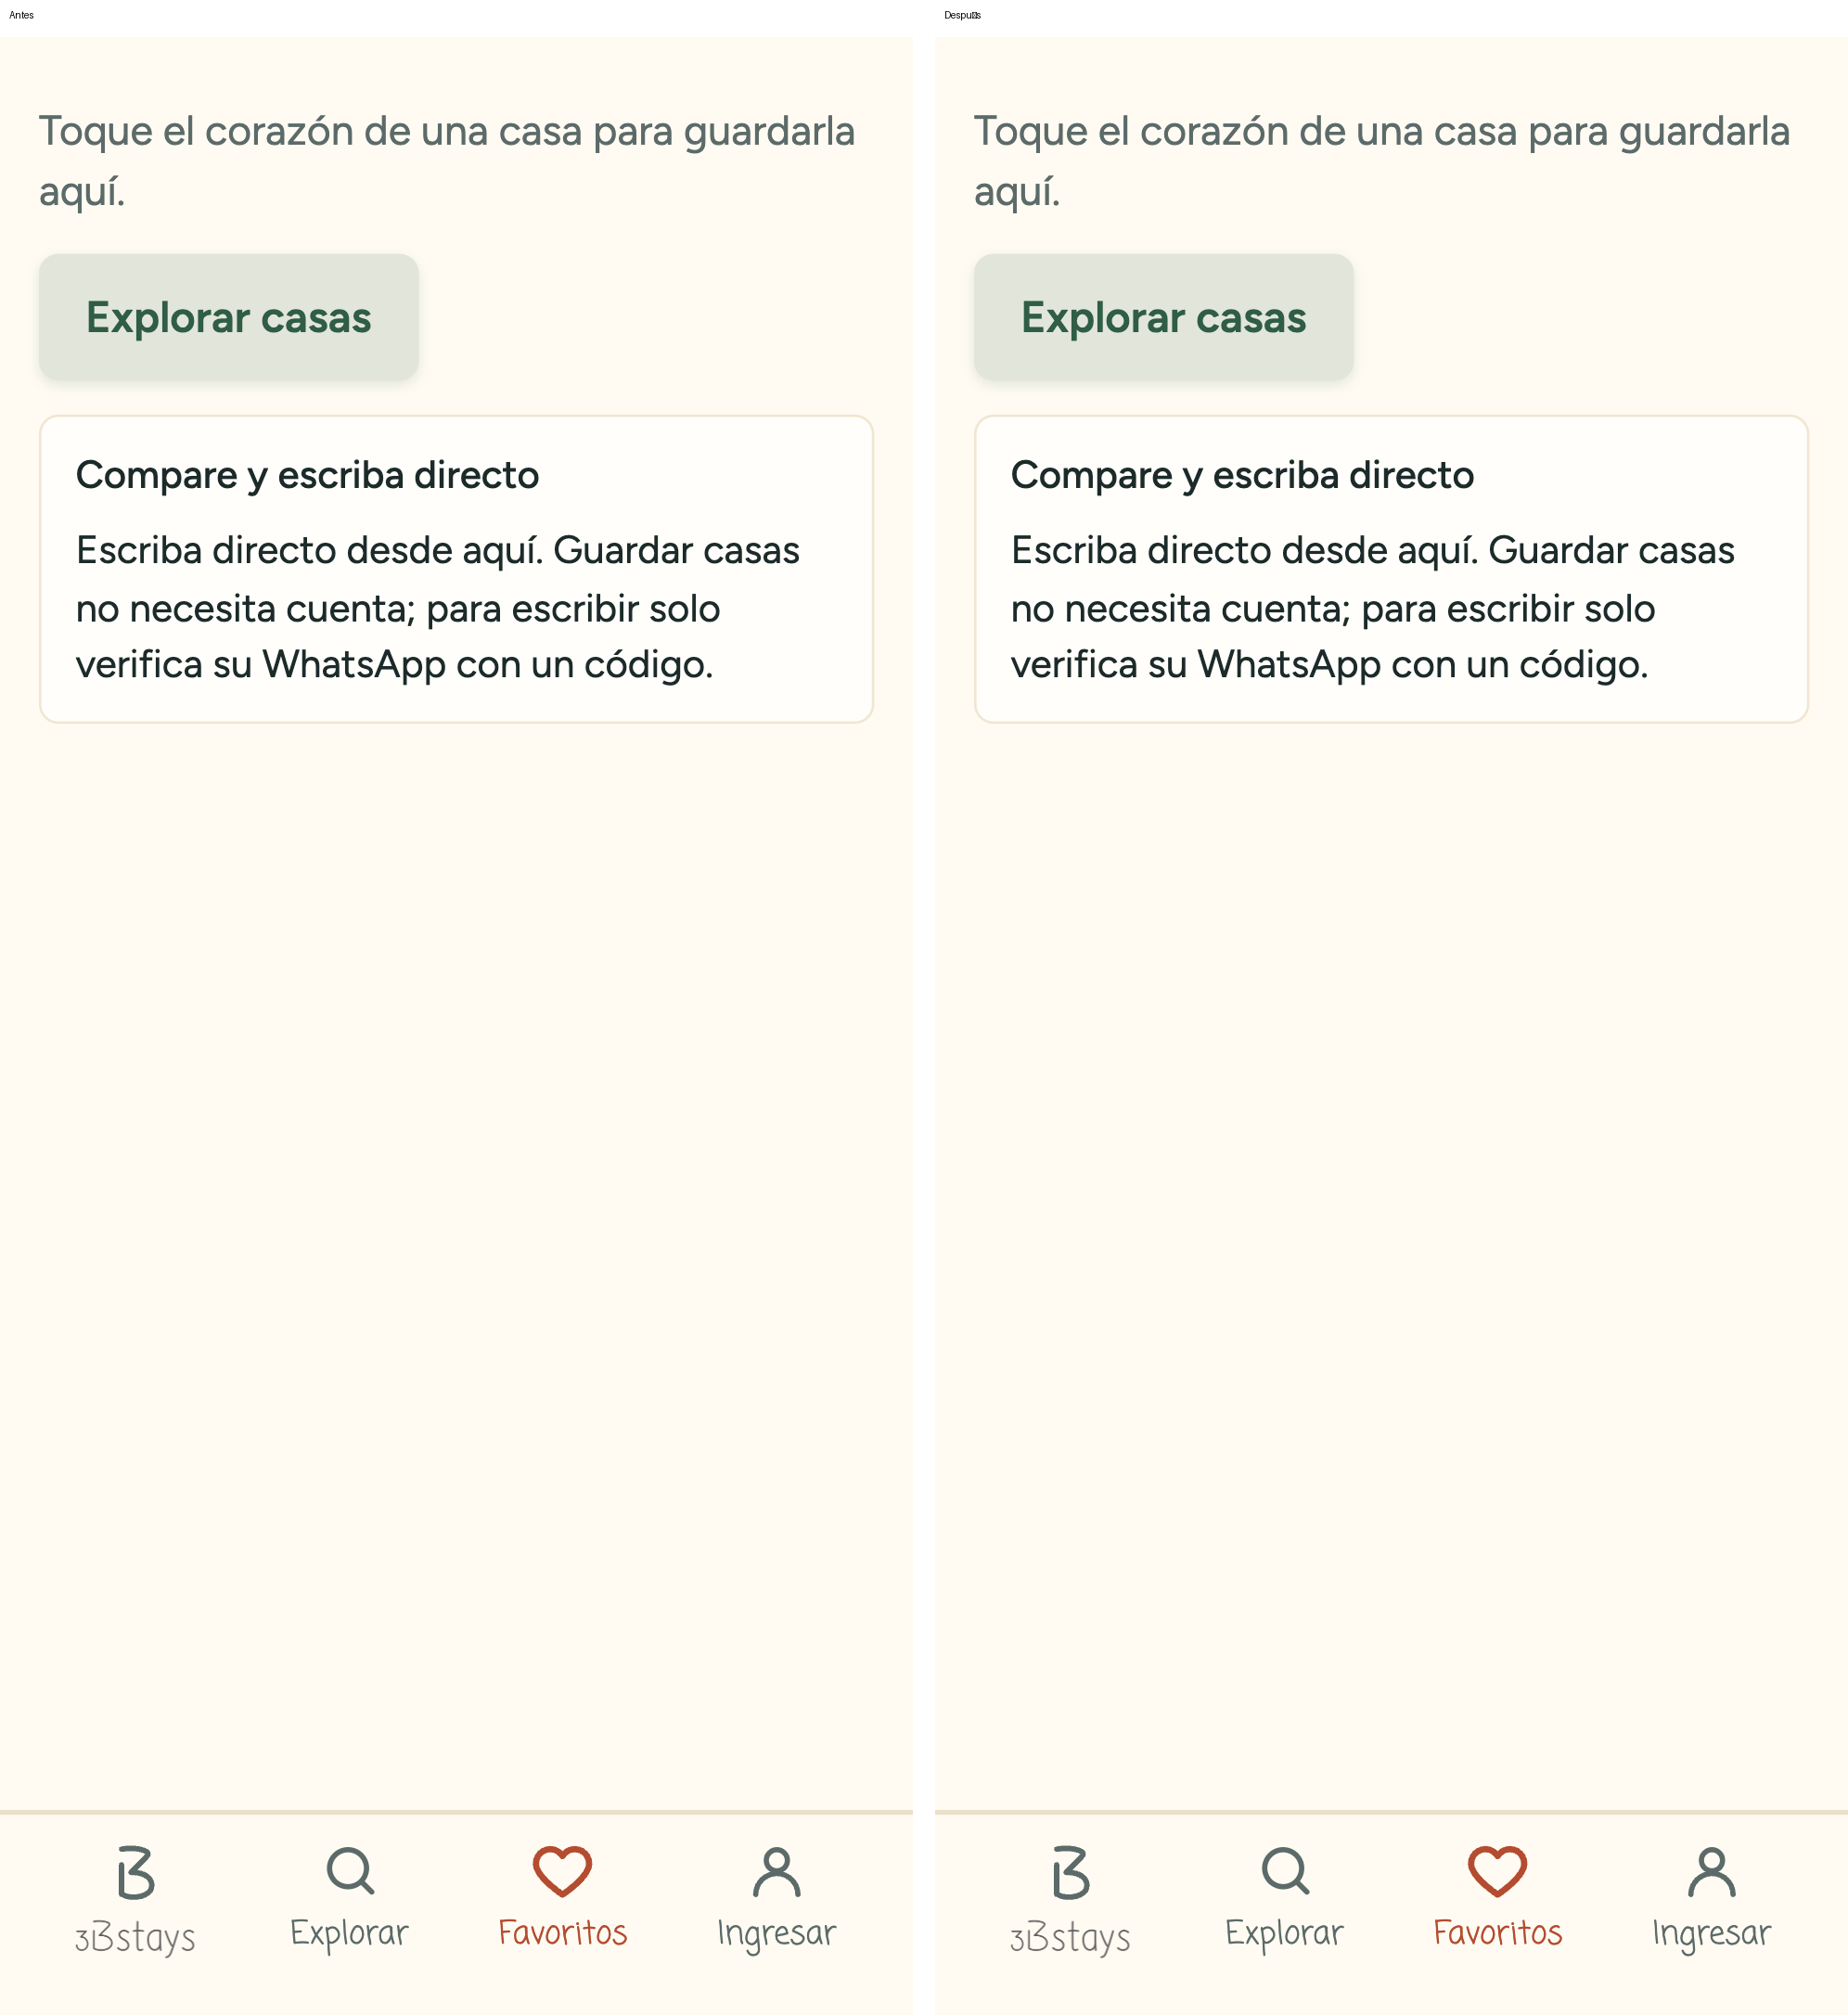 Antes
Toque el corazón de una casa para guardarla
aquí.
Explorar casas
Compare y escriba directo
Escriba directo desde aquí. Guardar casas
no necesita cuenta; para escribir solo
verifica su WhatsApp con un código.
3Bstays
Explorar
Favoritos
Ingresar
Toque el corazón de una casa para guardarla
aquí.
Explorar casas
Compare y escriba directo
Escriba directo desde aquí. Guardar casas
no necesita cuenta; para escribir solo
verifica su WhatsApp con un código.
3Bstays
Explorar
Favoritos
Ingresar